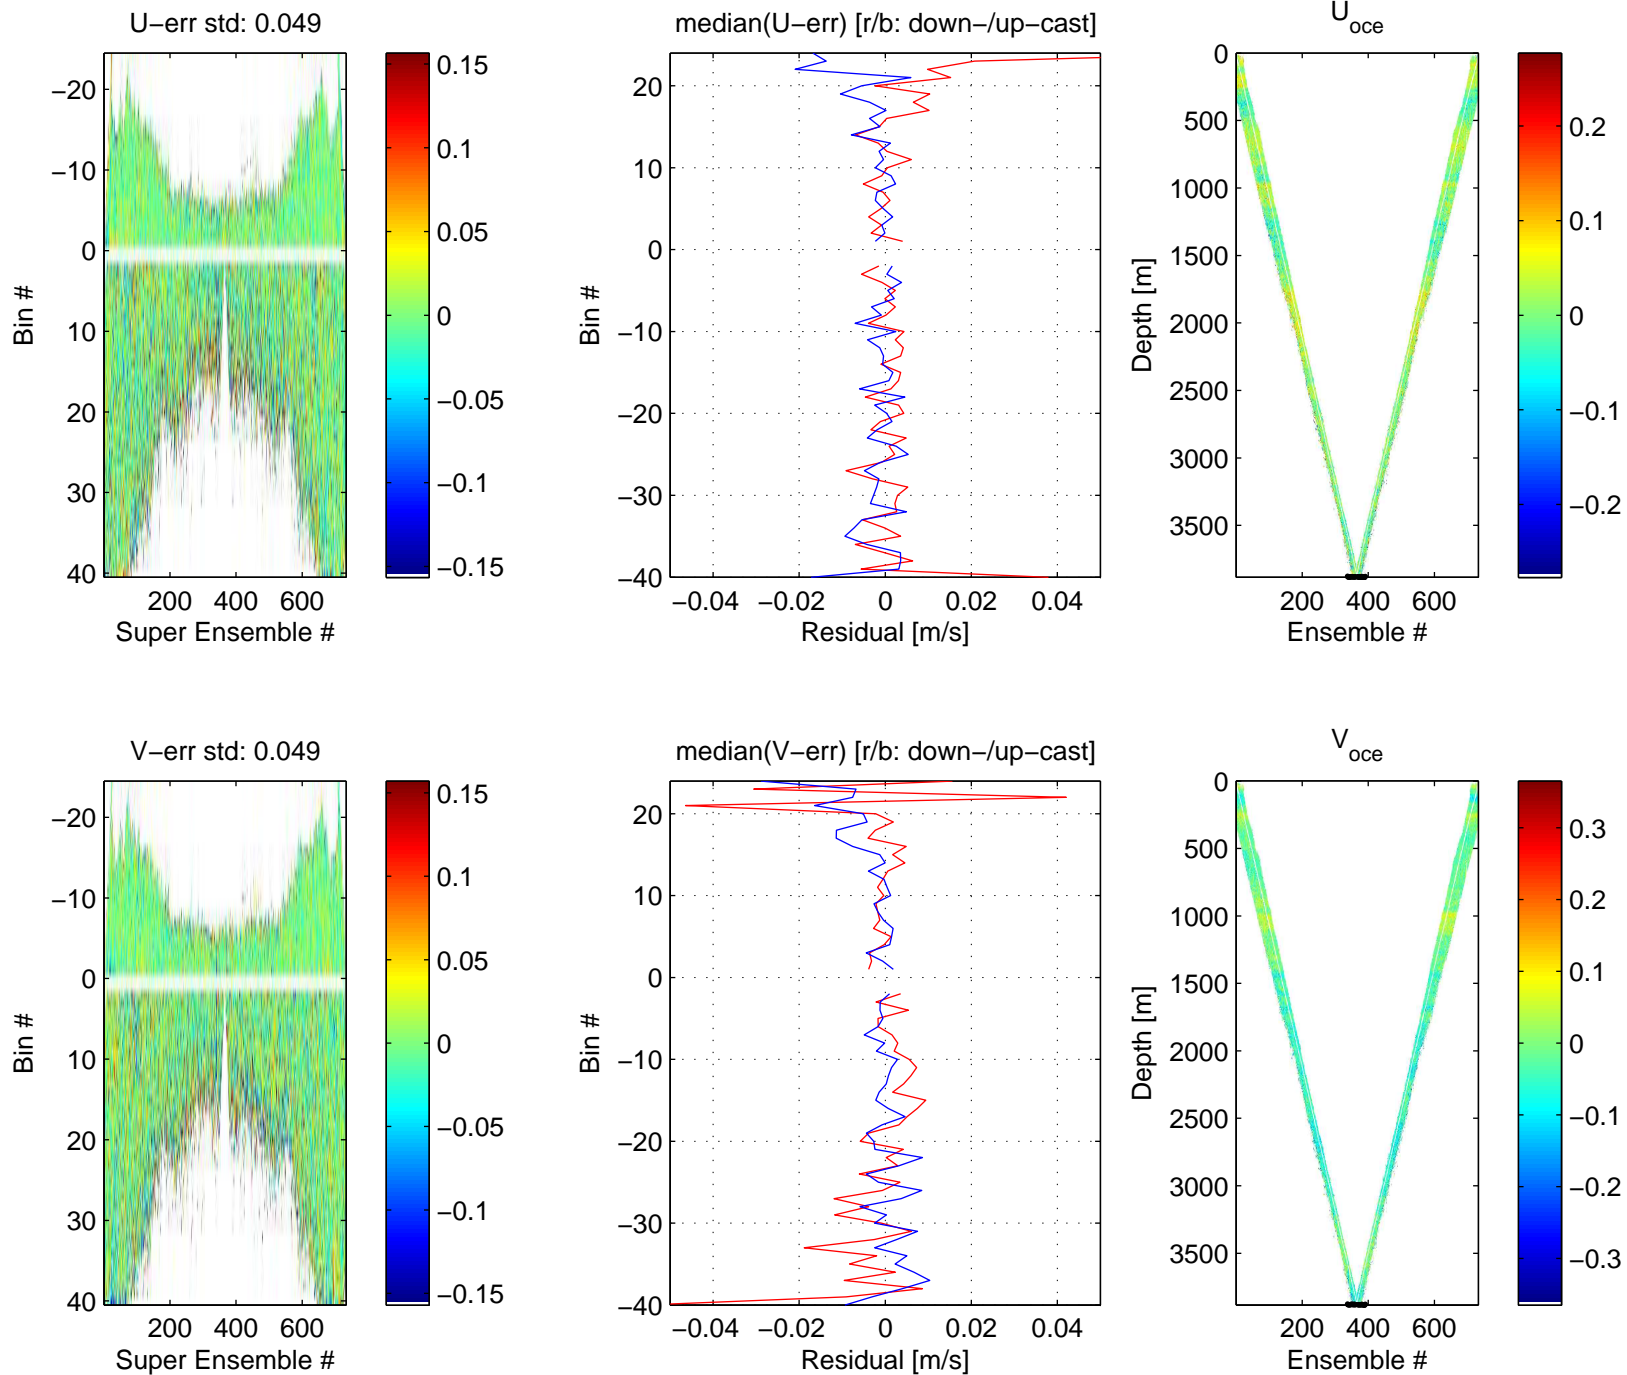 U−err std: 0.049
−20
−10
0
10
20
30
40
Bin #
200 400 600
Super Ensemble #
0.15
0.1
0.05
0
−0.05
−0.1
−0.15
median(U−err) [r/b: down−/up−cast]
20
10
0
−10
−20
−30
−40
Bin #
−0.04 −0.02 0 0.02 0.04
Residual [m/s]
U_oce
0
500
1000
1500
2000
2500
3000
3500
Depth [m]
200 400 600
Ensemble #
0.2
0.1
0
−0.1
−0.2
V−err std: 0.049
−20
−10
0
10
20
30
40
Bin #
200 400 600
Super Ensemble #
0.15
0.1
0.05
0
−0.05
−0.1
−0.15
median(V−err) [r/b: down−/up−cast]
20
10
0
−10
−20
−30
−40
Bin #
−0.04 −0.02 0 0.02 0.04
Residual [m/s]
V_oce
0
500
1000
1500
2000
2500
3000
3500
Depth [m]
200 400 600
Ensemble #
0.3
0.2
0.1
0
−0.1
−0.2
−0.3